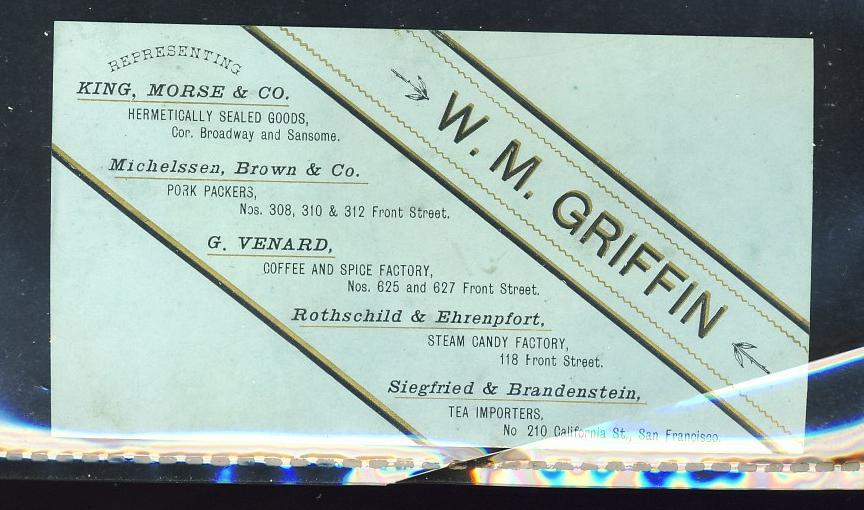 REPRESENTING
KING, MORSE & CO.
HERMETICALLY SEALED GOODS,
Cor. Broadway and Sansome.
Michelssen, Brown & Co.
PORK PACKERS,
Nos. 308, 310 & 312 Front Street.
G. VENARD,
COFFEE AND SPICE FACTORY,
Nos. 625 and 627 Front Street.
Rothschild & Ehrenpfort,
STEAM CANDY FACTORY,
118 Front Street.
Siegfried & Brandenstein,
TEA IMPORTERS,
No 210 California St., San Francisco.
W. M. GRIFFIN